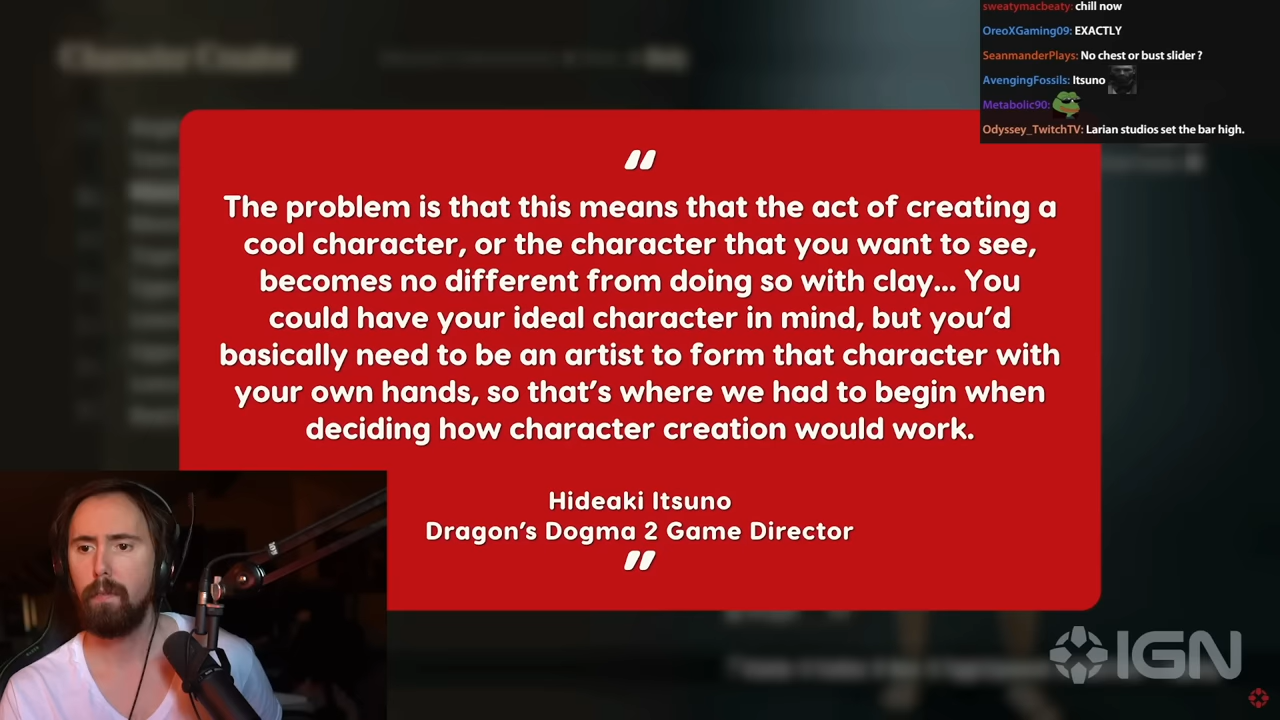 sweatymacbeaty: chill now
OreoXGaming09: EXACTLY
SeanmanderPlays: No chest or bust slider ?
AvengingFossils: Itsuno
Metabolic90:
Odyssey_TwitchTV: Larian studios set the bar high.
"
The problem is that this means that the act of creating a
cool character, or the character that you want to see,
becomes no different from doing so with clay... You
could have your ideal character in mind, but you'd
basically need to be an artist to form that character with
your own hands, so that's where we had to begin when
deciding how character creation would work.
Hideaki Itsuno
Dragon's Dogma 2 Game Director
"
IGN